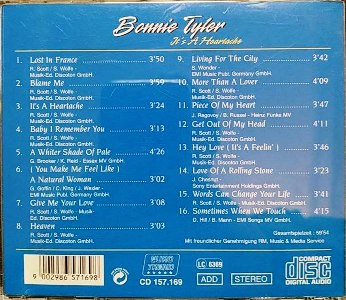 Bonnie Tyler
It's A Heartache
1. Lost In France 3'50
R. Scott / S. Wolfe -
Musik-Ed. Discoton GmbH.
2. Blame Me 3'59
R. Scott / S. Wolfe -
Musik-Ed. Discoton GmbH.
3. It's A Heartache 3'24
R. Scott / S. Wolfe -
Musik-Ed. Discoton GmbH.
4. Baby I Remember You 3'13
R. Scott / S. Wolfe -
Musik-Ed. Discoton GmbH.
5. A Whiter Shade Of Pale
G. Brooker / K. Reid - Essex MV GmbH.
6. ( You Make Me Feel Like )
A Natural Woman 3'02
G. Goffin / C. King / J. Wexler -
EMI Music Publ. Germany GmbH.
7. Give Me Your Love 3'08
R. Scott / S. Wolfe - Musik-
Ed. Discoton GmbH.
8. Heaven 3'03
R. Scott / S. Wolfe -
Musik-Ed. Discoton GmbH.
9. Living For The City 3'42
S. Wonder -
EMI Music Publ. Germany GmbH.
10. More Than A Lover 4'09
R. Scott / S. Wolfe -
Musik-Ed. Discoton GmbH.
11. Piece Of My Heart 3'47
J. Ragovoy / B. Russel - Heinz Funke MV
12. Get Out Of My Head 4'11
R. Scott / S. Wolfe -
Musik-Ed. Discoton GmbH.
13. Hey Love ( It's A Feelin' ) 3'46
R. Scott / S. Wolfe -
Musik-Ed. Discoton GmbH.
14. Love Of A Rolling Stone 3'23
J. Chesnut -
Sony Entertainment Holdings GmbH.
15. Words Can Change Your Life 3'41
R. Scott / S. Wolfe -
Musik-Ed. Discoton GmbH.
16. Sometimes When We Touch 4'15
D. Hill / B. Mann - EMI Songs MV GmbH.
Gesamtspielzeit: 59'54
Mit freundlicher Genehmigung RM, Music & Media Service
9 002986 571698
CD 157.169
LC 6369
ADD STEREO
COMPACT
disc
DIGITAL AUDIO